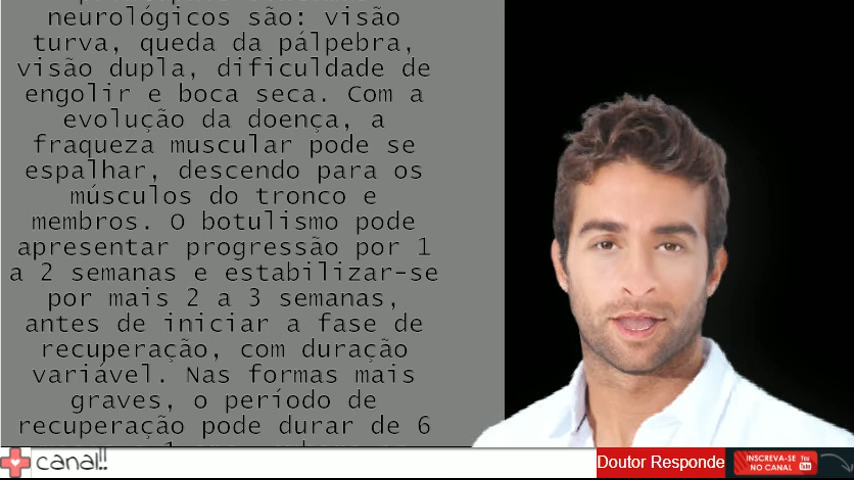 neurológicos são: visão
turva, queda da pálpebra,
visão dupla, dificuldade de
engolir e boca seca. Com a
evolução da doença, a
fraqueza muscular pode se
espalhar, descendo para os
músculos do tronco e
membros. O botulismo pode
apresentar progressão por 1
a 2 semanas e estabilizar-se
por mais 2 a 3 semanas,
antes de iniciar a fase de
recuperação, com duração
variável. Nas formas mais
graves, o período de
recuperação pode durar de 6
canal!!
Doutor Responde
INSCREVA-SE
NO CANAL
You
Tube